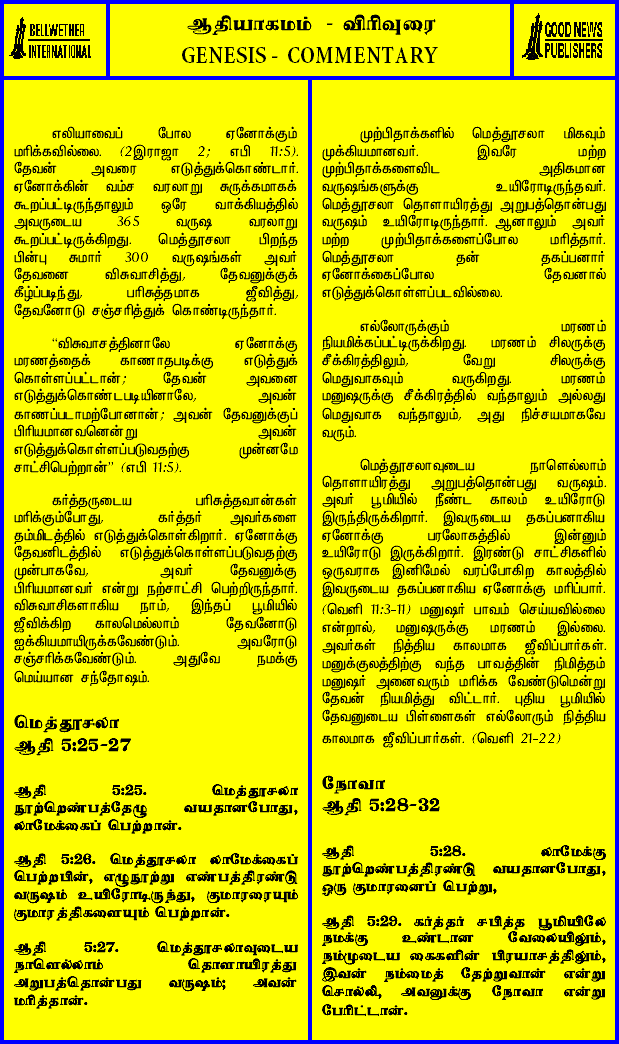 BELLWETHER
INTERNATIONAL
ஆதியாகமம் - விரிவுரை
GENESIS - COMMENTARY
GOOD NEWS
PUBLISHERS
எலியாவைப் போல ஏனோக்கும்
மரிக்கவில்லை. (2இராஜா 2; எபி 11:5).
தேவன் அவரை எடுத்துக்கொண்டார்.
ஏனோக்கின் வம்ச வரலாறு சுருக்கமாகக்
கூறப்பட்டிருந்தாலும் ஒரே வாக்கியத்தில்
அவருடைய 365 வருஷ வரலாறு
கூறப்பட்டிருக்கிறது. மெத்தூசலா பிறந்த
பின்பு சுமார் 300 வருஷங்கள் அவர்
தேவனை விசுவாசித்து, தேவனுக்குக்
கீழ்ப்படிந்து, பரிசுத்தமாக ஜீவித்து,
தேவனோடு சஞ்சரித்துக் கொண்டிருந்தார்.
“விசுவாசத்தினாலே ஏனோக்கு
மரணத்தைக் காணாதபடிக்கு எடுத்துக்
கொள்ளப்பட்டான்; தேவன் அவனை
எடுத்துக்கொண்டபடியினாலே, அவன்
காணப்படாமற்போனான்; அவன் தேவனுக்குப்
பிரியமானவனென்று அவன்
எடுத்துக்கொள்ளப்படுவதற்கு முன்னமே
சாட்சிபெற்றான்” (எபி 11:5).
கர்த்தருடைய பரிசுத்தவான்கள்
மரிக்கும்போது, கர்த்தர் அவர்களை
தம்மிடத்தில் எடுத்துக்கொள்கிறார். ஏனோக்கு
தேவனிடத்தில் எடுத்துக்கொள்ளப்படுவதற்கு
முன்பாகவே, அவர் தேவனுக்கு
பிரியமானவர் என்று நற்சாட்சி பெற்றிருந்தார்.
விசுவாசிகளாகிய நாம், இந்தப் பூமியில்
ஜீவிக்கிற காலமெல்லாம் தேவனோடு
ஐக்கியமாயிருக்கவேண்டும். அவரோடு
சஞ்சரிக்கவேண்டும். அதுவே நமக்கு
மெய்யான சந்தோஷம்.
மெத்தூசலா
ஆதி 5:25-27
ஆதி 5:25. மெத்தூசலா
நூற்றெண்பத்தேழு வயதானபோது,
லாமேக்கைப் பெற்றான்.
ஆதி 5:26. மெத்தூசலா லாமேக்கைப்
பெற்றபின், எழுநூற்று எண்பத்திரண்டு
வருஷம் உயிரோடிருந்து, குமாரரையும்
குமாரத்திகளையும் பெற்றான்.
ஆதி 5:27. மெத்தூசலாவுடைய
நாளெல்லாம் தொளாயிரத்து
அறுபத்தொன்பது வருஷம்; அவன்
மரித்தான்.
முற்பிதாக்களில் மெத்தூசலா மிகவும்
முக்கியமானவர். இவரே மற்ற
முற்பிதாக்களைவிட அதிகமான
வருஷங்களுக்கு உயிரோடிருந்தவர்.
மெத்தூசலா தொளாயிரத்து அறுபத்தொன்பது
வருஷம் உயிரோடிருந்தார். ஆனாலும் அவர்
மற்ற முற்பிதாக்களைப்போல மரித்தார்.
மெத்தூசலா தன் தகப்பனார்
ஏனோக்கைப்போல தேவனால்
எடுத்துக்கொள்ளப்படவில்லை.
எல்லோருக்கும் மரணம்
நியமிக்கப்பட்டிருக்கிறது. மரணம் சிலருக்கு
சீக்கிரத்திலும், வேறு சிலருக்கு
மெதுவாகவும் வருகிறது. மரணம்
மனுஷருக்கு சீக்கிரத்தில் வந்தாலும் அல்லது
மெதுவாக வந்தாலும், அது நிச்சயமாகவே
வரும்.
மெத்தூசலாவுடைய நாளெல்லாம்
தொளாயிரத்து அறுபத்தொன்பது வருஷம்.
அவர் பூமியில் நீண்ட காலம் உயிரோடு
இருந்திருக்கிறார். இவருடைய தகப்பனாகிய
ஏனோக்கு பரலோகத்தில் இன்னும்
உயிரோடு இருக்கிறார். இரண்டு சாட்சிகளில்
ஒருவராக இனிமேல் வரப்போகிற காலத்தில்
இவருடைய தகப்பனாகிய ஏனோக்கு மரிப்பார்.
(வெளி 11:3-11) மனுஷர் பாவம் செய்யவில்லை
என்றால், மனுஷருக்கு மரணம் இல்லை.
அவர்கள் நித்திய காலமாக ஜீவிப்பார்கள்.
மனுக்குலத்திற்கு வந்த பாவத்தின் நிமித்தம்
மனுஷர் அனைவரும் மரிக்க வேண்டுமென்று
தேவன் நியமித்து விட்டார். புதிய பூமியில்
தேவனுடைய பிள்ளைகள் எல்லோரும் நித்திய
காலமாக ஜீவிப்பார்கள். (வெளி 21-22)
நோவா
ஆதி 5:28-32
ஆதி 5:28. லாமேக்கு
நூற்றெண்பத்திரண்டு வயதானபோது,
ஒரு குமாரனைப் பெற்று,
ஆதி 5:29. கர்த்தர் சபித்த பூமியிலே
நமக்கு உண்டான வேலையிலும்,
நம்முடைய கைகளின் பிரயாசத்திலும்,
இவன் நம்மைத் தேற்றுவான் என்று
சொல்லி, அவனுக்கு நோவா என்று
பேரிட்டான்.